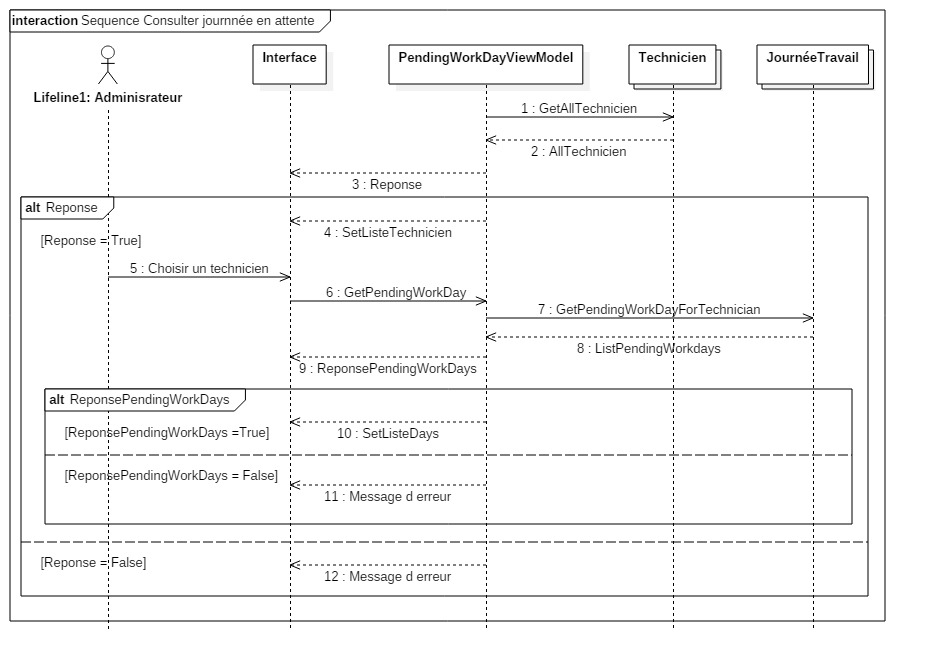 interaction Sequence Consulter journnée en attente
Interface
PendingWorkDayViewModel
Technicien
JournéeTravail
Lifeline1: Adminisrateur
1 : GetAllTechnicien
2 : AllTechnicien
3 : Reponse
alt Reponse
4 : SetListeTechnicien
[Reponse = True]
5 : Choisir un technicien
6 : GetPendingWorkDay
7 : GetPendingWorkDayForTechnician
8 : ListPendingWorkdays
9 : ReponsePendingWorkDays
alt ReponsePendingWorkDays
[ReponsePendingWorkDays =True]
10 : SetListeDays
[ReponsePendingWorkDays = False]
11 : Message d erreur
[Reponse = False]
12 : Message d erreur